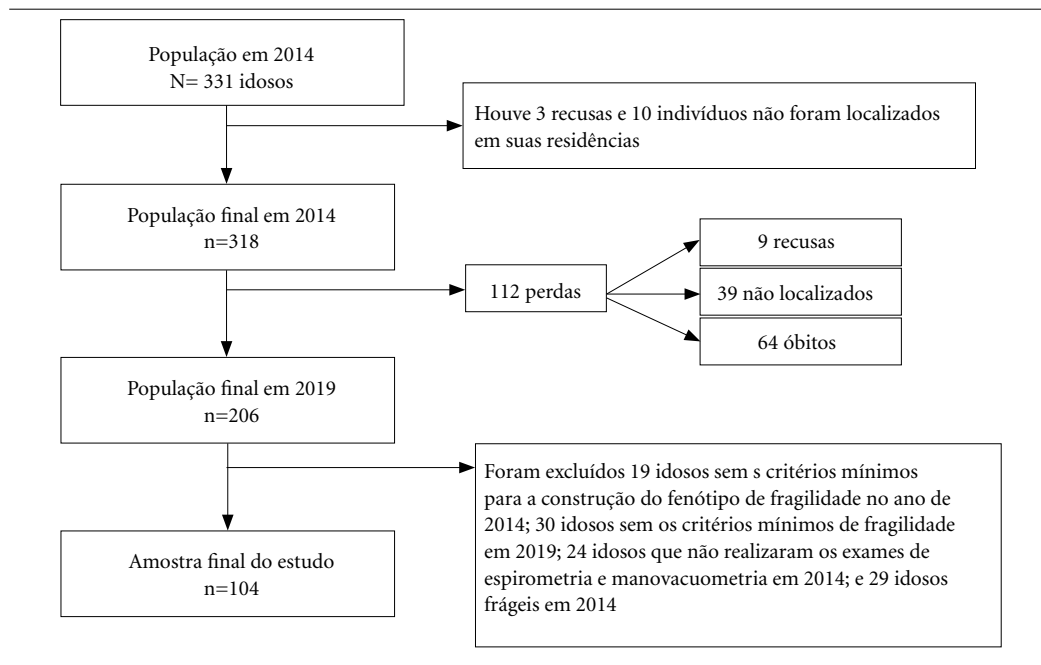 População em 2014
N= 331 idosos
Houve 3 recusas e 10 indivíduos não foram localizados
em suas residências
População final em 2014
n=318
112 perdas
9 recusas
39 não localizados
64 óbitos
População final em 2019
n=206
Foram excluídos 19 idosos sem s critérios mínimos
para a construção do fenótipo de fragilidade no ano de
2014; 30 idosos sem os critérios mínimos de fragilidade
em 2019; 24 idosos que não realizaram os exames de
espirometria e manovacuometria em 2014; e 29 idosos
frágeis em 2014
Amostra final do estudo
n=104